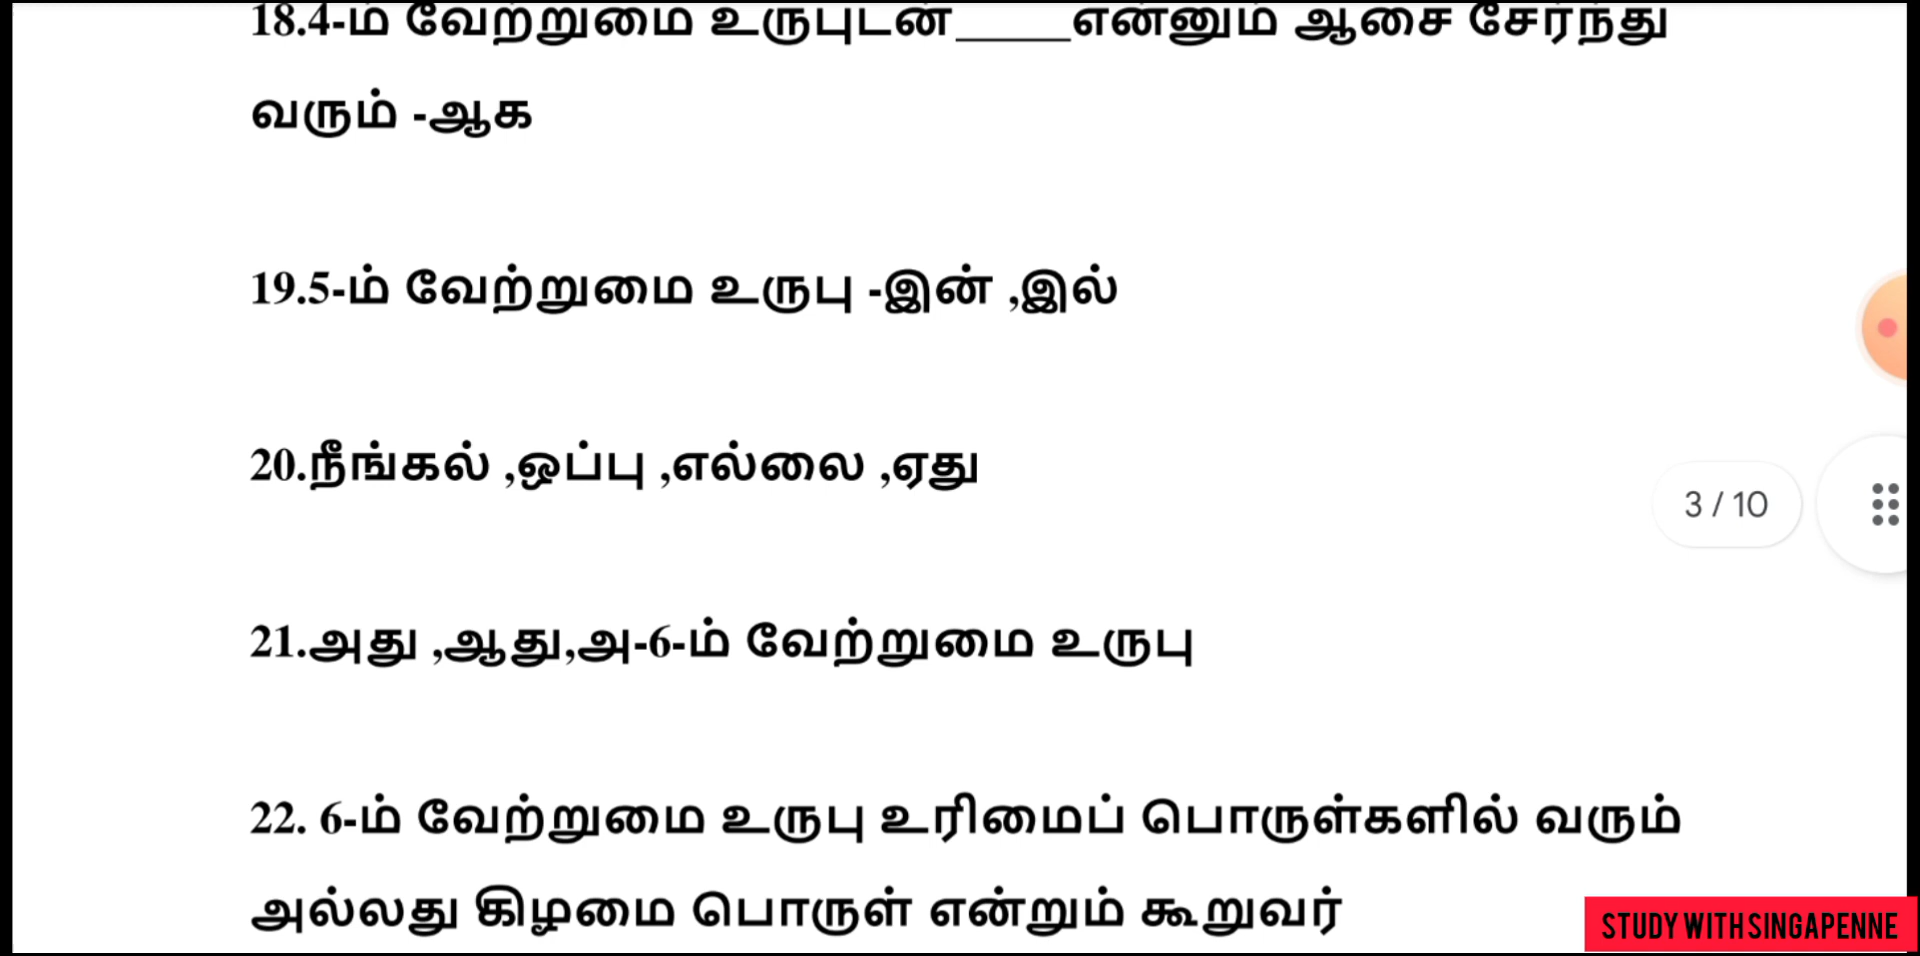 18.4-ம் வேற்றுமை உருபுடன்_____என்னும் ஆசை சேர்ந்து
வரும் -ஆக
19.5-ம் வேற்றுமை உருபு -இன் ,இல்
20.நீங்கல் ,ஒப்பு ,எல்லை ,ஏது
3 / 10
21.அது ,ஆது,அ-6-ம் வேற்றுமை உருபு
22. 6-ம் வேற்றுமை உருபு உரிமைப் பொருள்களில் வரும்
அல்லது கிழமை பொருள் என்றும் கூறுவர்
STUDY WITH SINGAPENNE